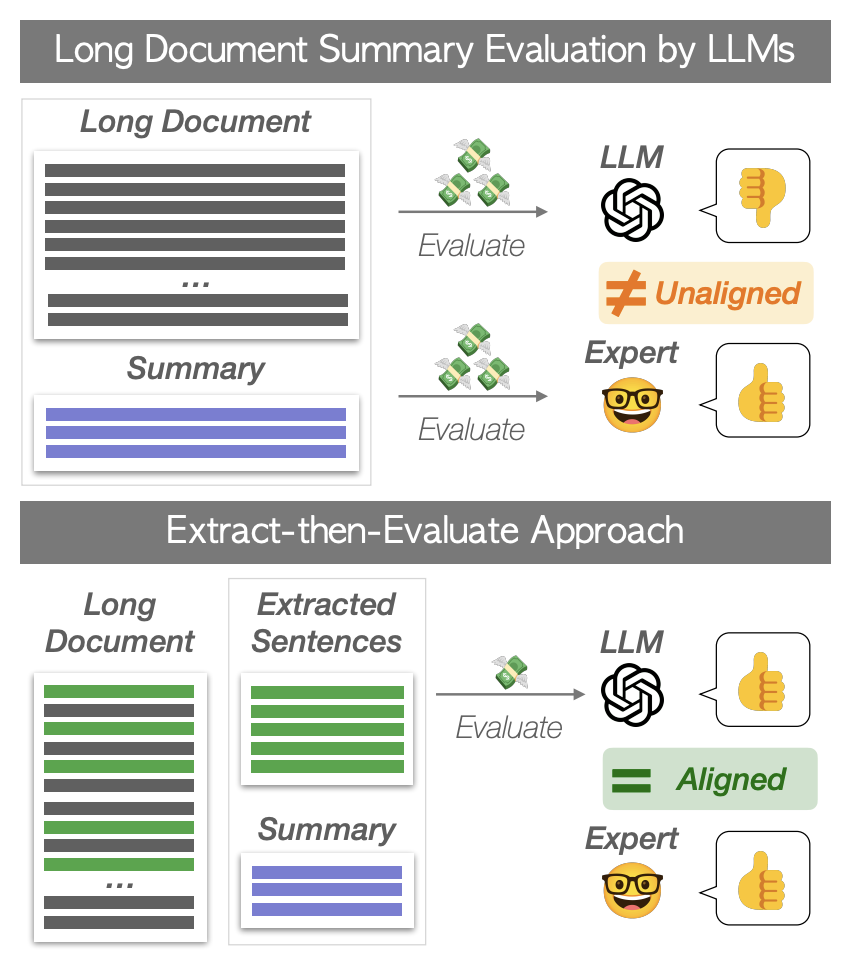 Long Document Summary Evaluation by LLMs
Long Document
...
Summary
Evaluate
LLM
≠ Unaligned
Evaluate
Expert
Extract-then-Evaluate Approach
Long
Document
...
Extracted
Sentences
Summary
Evaluate
LLM
= Aligned
Expert